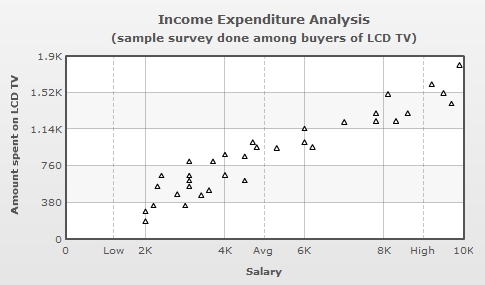 Income Expenditure Analysis
(sample survey done among buyers of LCD TV)
Amount spent on LCD TV
1.9K
1.52K
1.14K
760
380
0
0 Low 2K 4K Avg 6K 8K High 10K
Salary